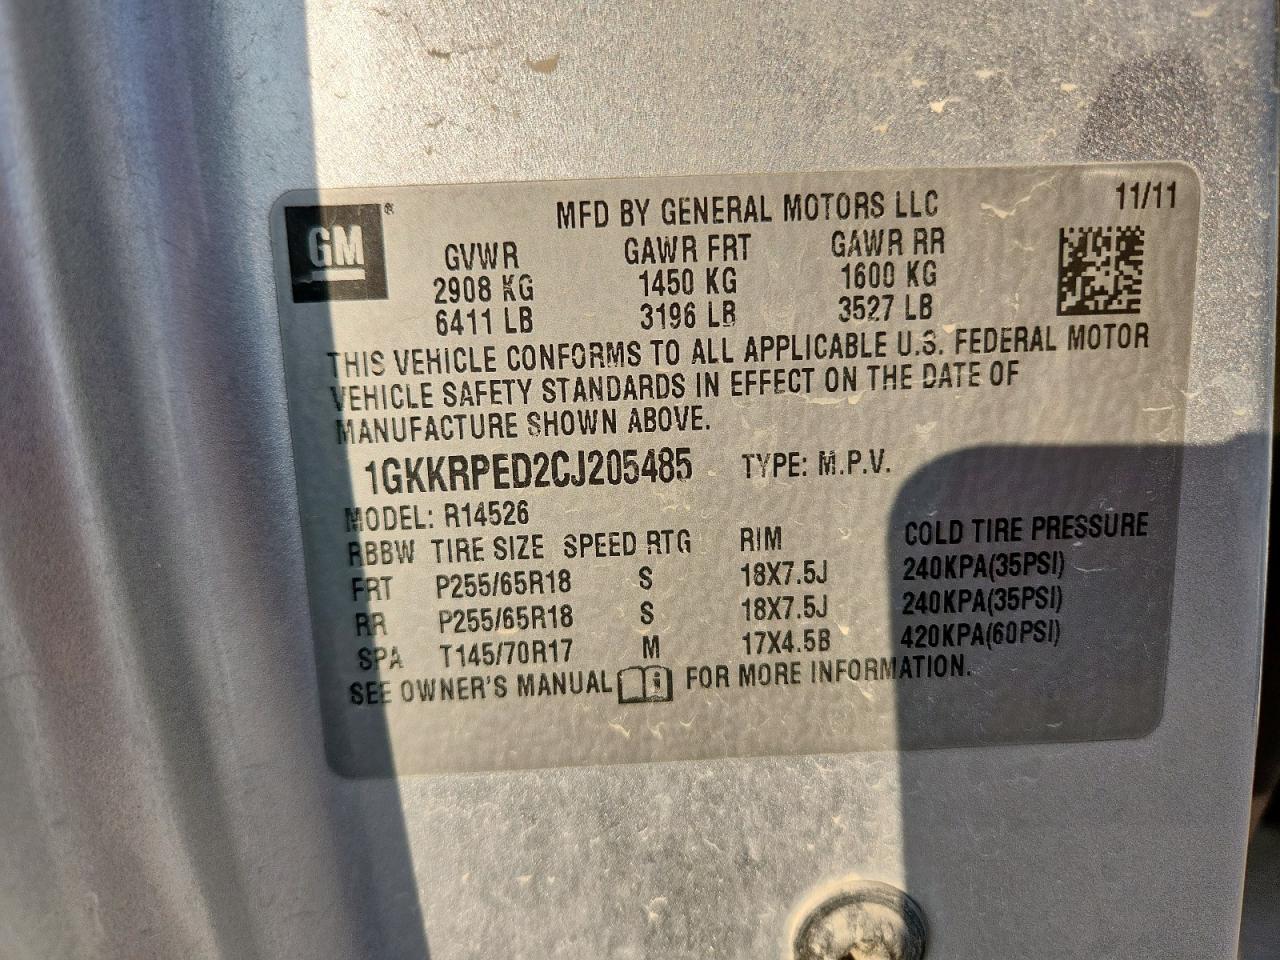 GM ®
MFD BY GENERAL MOTORS LLC 11/11
GVWR GAWR FRT GAWR RR
2908 KG 1450 KG 1600 KG
6411 LB 3196 LB 3527 LB
THIS VEHICLE CONFORMS TO ALL APPLICABLE U.S. FEDERAL MOTOR
VEHICLE SAFETY STANDARDS IN EFFECT ON THE DATE OF
MANUFACTURE SHOWN ABOVE.
1GKKRPED2CJ205485 TYPE: M.P.V.
MODEL: R14526
RBBW TIRE SIZE SPEED RTG RIM COLD TIRE PRESSURE
FRT P255/65R18 S 18X7.5J 240KPA(35PSI)
RR P255/65R18 S 18X7.5J 240KPA(35PSI)
SPA T145/70R17 M 17X4.5B 420KPA(60PSI)
SEE OWNER'S MANUAL i FOR MORE INFORMATION.